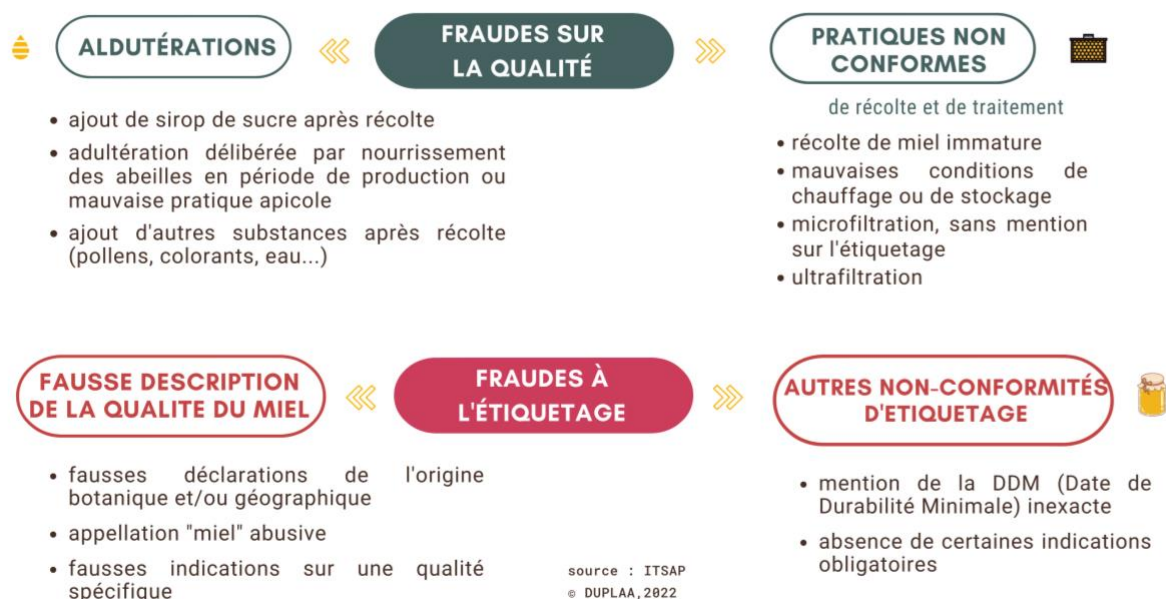 ALDUTÉRATIONS
FRAUDES SUR
LA QUALITÉ
PRATIQUES NON
CONFORMES
• ajout de sirop de sucre après récolte
• adultération délibérée par nourrissement
des abeilles en période de production ou
mauvaise pratique apicole
• ajout d'autres substances après récolte
(pollens, colorants, eau...)
de récolte et de traitement
• récolte de miel immature
• mauvaises conditions de
chauffage ou de stockage
• microfiltration, sans mention
sur l'étiquetage
• ultrafiltration
FAUSSE DESCRIPTION
DE LA QUALITE DU MIEL
FRAUDES À
L'ÉTIQUETAGE
AUTRES NON-CONFORMITÉS
D'ETIQUETAGE
• fausses déclarations de l'origine
botanique et/ou géographique
• appellation "miel" abusive
• fausses indications sur une qualité
spécifique
• mention de la DDM (Date de
Durabilité Minimale) inexacte
• absence de certaines indications
obligatoires
source : ITSAP
© DUPLAA,2022